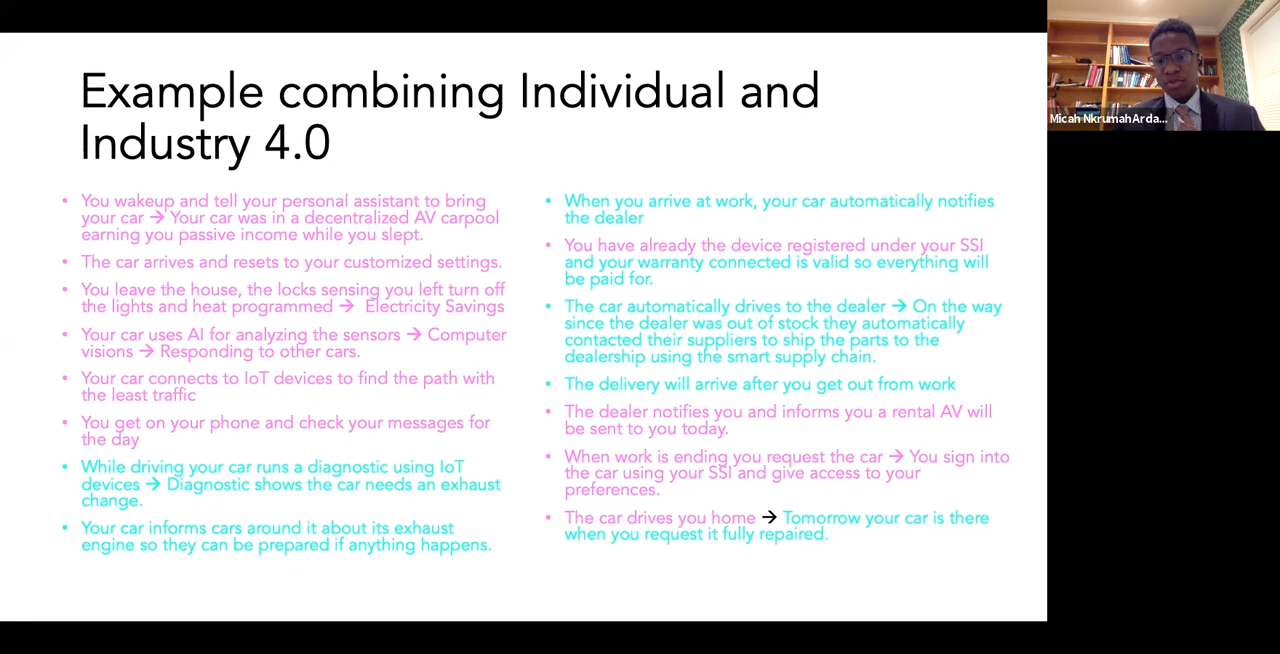 Example combining Individual and
Industry 4.0
• You wakeup and tell your personal assistant to bring
your car → Your car was in a decentralized AV carpool
earning you passive income while you slept.
• The car arrives and resets to your customized settings.
• You leave the house, the locks sensing you left turn off
the lights and heat programmed → Electricity Savings
• Your car uses AI for analyzing the sensors → Computer
visions → Responding to other cars.
• Your car connects to IoT devices to find the path with
the least traffic
• You get on your phone and check your messages for
the day
• While driving your car runs a diagnostic using IoT
devices → Diagnostic shows the car needs an exhaust
change.
• Your car informs cars around it about its exhaust
engine so they can be prepared if anything happens.
• When you arrive at work, your car automatically notifies
the dealer
• You have already the device registered under your SSI
and your warranty connected is valid so everything will
be paid for.
• The car automatically drives to the dealer → On the way
since the dealer was out of stock they automatically
contacted their suppliers to ship the parts to the
dealership using the smart supply chain.
• The delivery will arrive after you get out from work
• The dealer notifies you and informs you a rental AV will
be sent to you today.
• When work is ending you request the car → You sign into
the car using your SSI and give access to your
preferences.
• The car drives you home → Tomorrow your car is there
when you request it fully repaired.
Micah NkrumahArda...